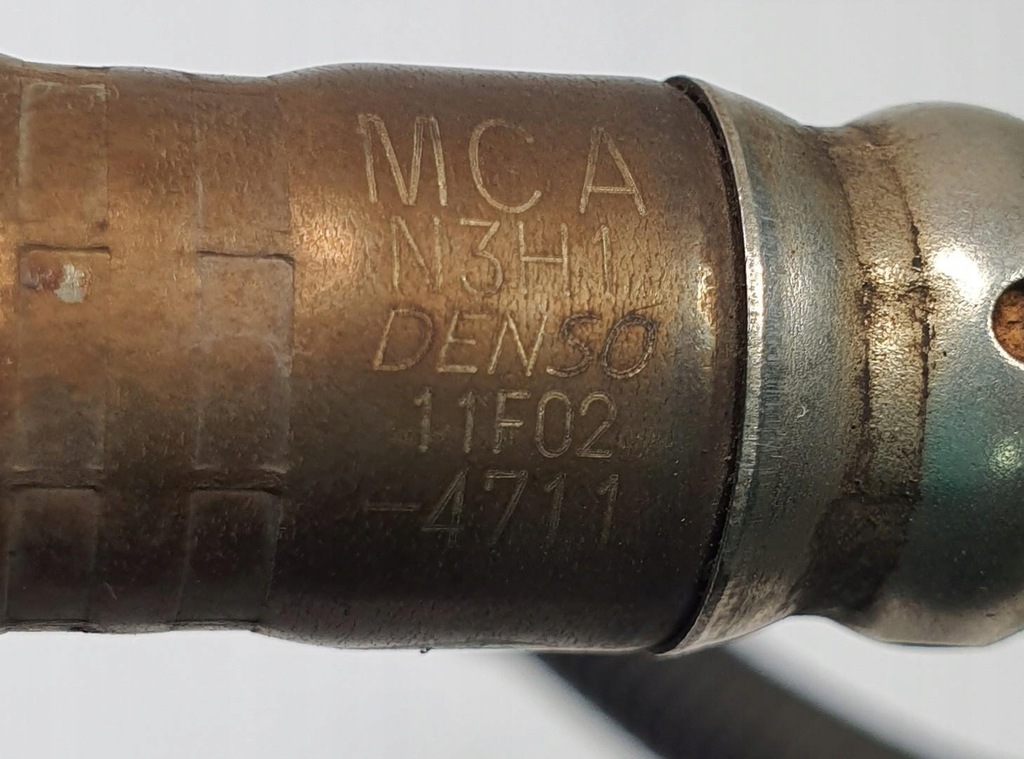 MCA
N3H1
DENSO
11F02
-4711